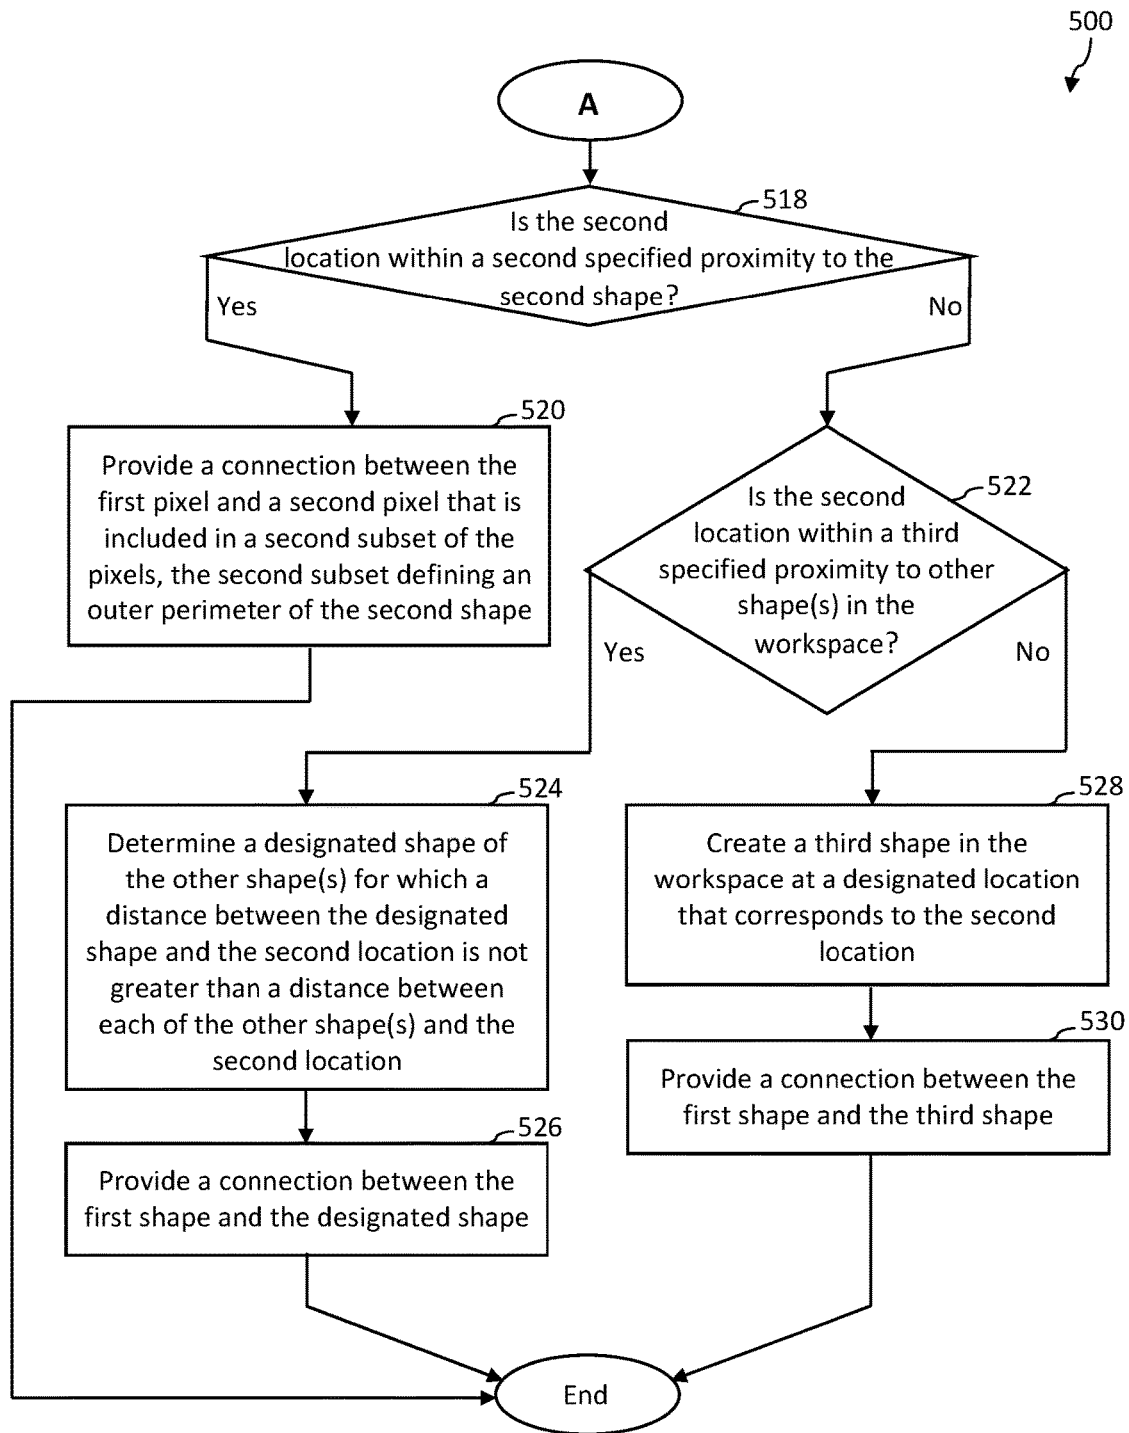 500
A
518
Is the second
location within a second specified proximity to the
second shape?
Yes
No
520
Provide a connection between the
first pixel and a second pixel that is
included in a second subset of the
pixels, the second subset defining an
outer perimeter of the second shape
522
Is the second
location within a third
specified proximity to other
shape(s) in the
workspace?
Yes
No
524
Determine a designated shape of
the other shape(s) for which a
distance between the designated
shape and the second location is not
greater than a distance between
each of the other shape(s) and the
second location
528
Create a third shape in the
workspace at a designated location
that corresponds to the second
location
526
Provide a connection between the
first shape and the designated shape
530
Provide a connection between the
first shape and the third shape
End